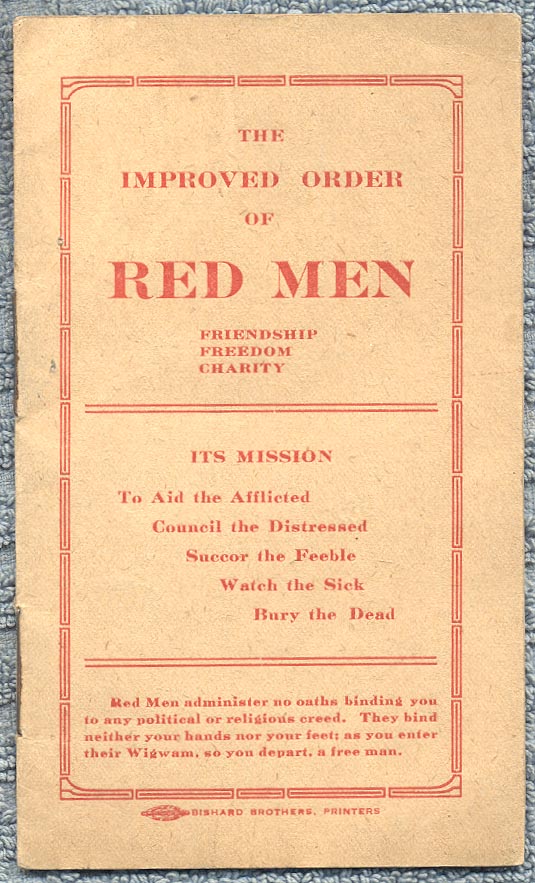 THE
IMPROVED ORDER
OF
RED MEN
FRIENDSHIP
FREEDOM
CHARITY
ITS MISSION
To Aid the Afflicted
Council the Distressed
Succor the Feeble
Watch the Sick
Bury the Dead
Red Men administer no oaths binding you
to any political or religious creed. They bind
neither your hands nor your feet; as you enter
their Wigwam, so you depart, a free man.
BISHARD BROTHERS, PRINTERS